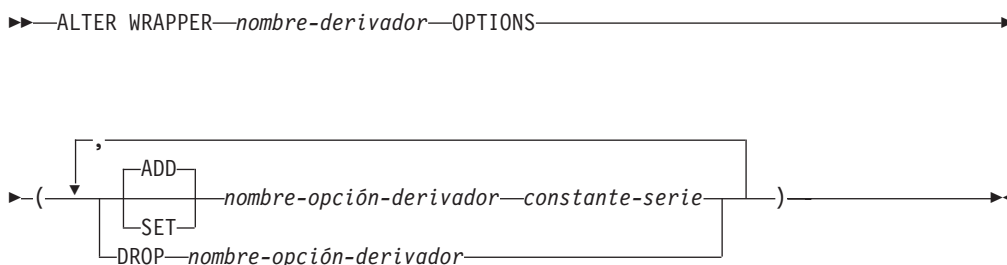 ALTER WRAPPER nombre-derivador OPTIONS
,
ADD
( nombre-opción-derivador constante-serie )
SET
DROP nombre-opción-derivador